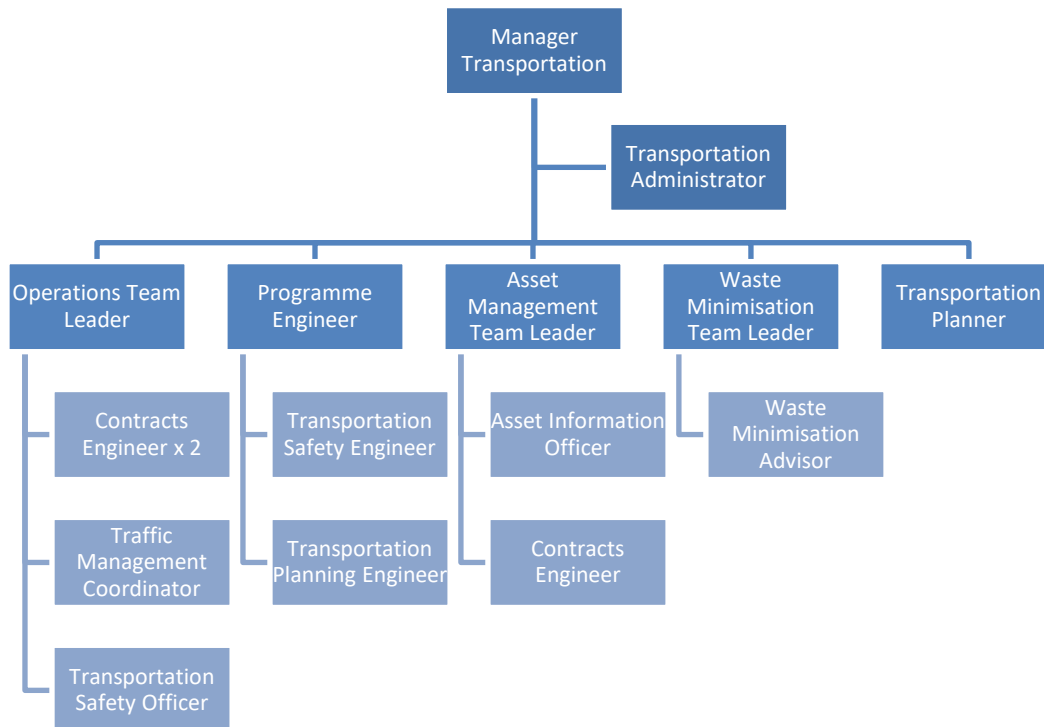 Manager
Transportation
Transportation
Administrator
Operations Team
Leader
Programme
Engineer
Asset
Management
Team Leader
Waste
Minimisation
Team Leader
Transportation
Planner
Contracts
Engineer x 2
Transportation
Safety Engineer
Asset Information
Officer
Waste
Minimisation
Advisor
Traffic
Management
Coordinator
Transportation
Planning Engineer
Contracts
Engineer
Transportation
Safety Officer